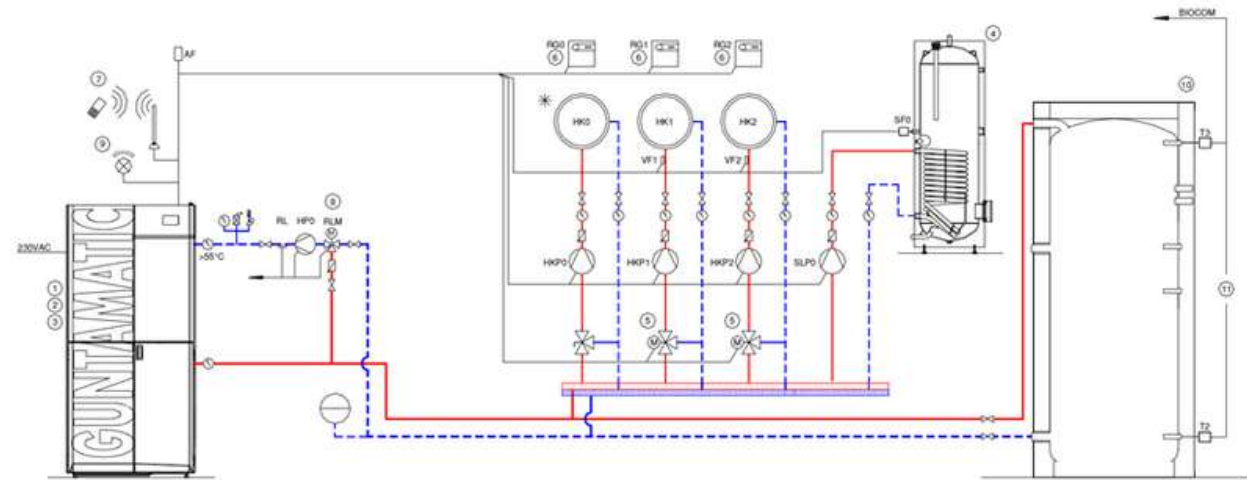 BIOCOM
4
AF
RG0
RG1
RG2
6
6
6
7
10
9
HK0
HK1
HK2
SF0
T3
VF1
VF2
8
RL
HP0
RLM
M
230VAC
>55°C
HKP0
HKP1
HKP2
SLP0
1
2
3
GUNTAMATIC
5
5
M
M
11
T2